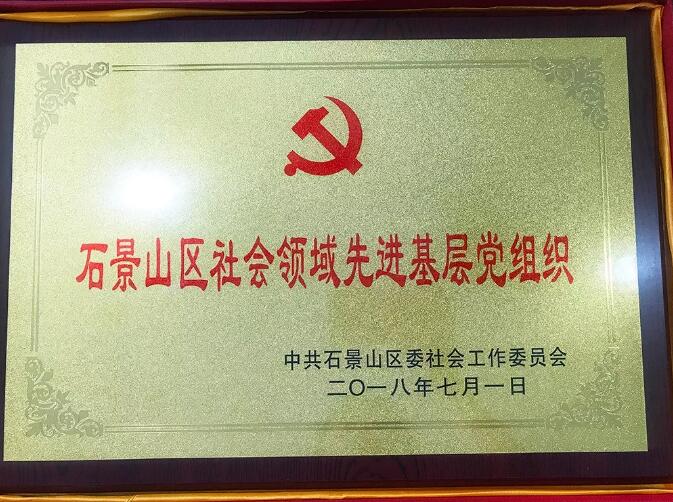 石景山区社会领域先进基层党组织
中共石景山区委社会工作委员会
二〇一八年七月一日